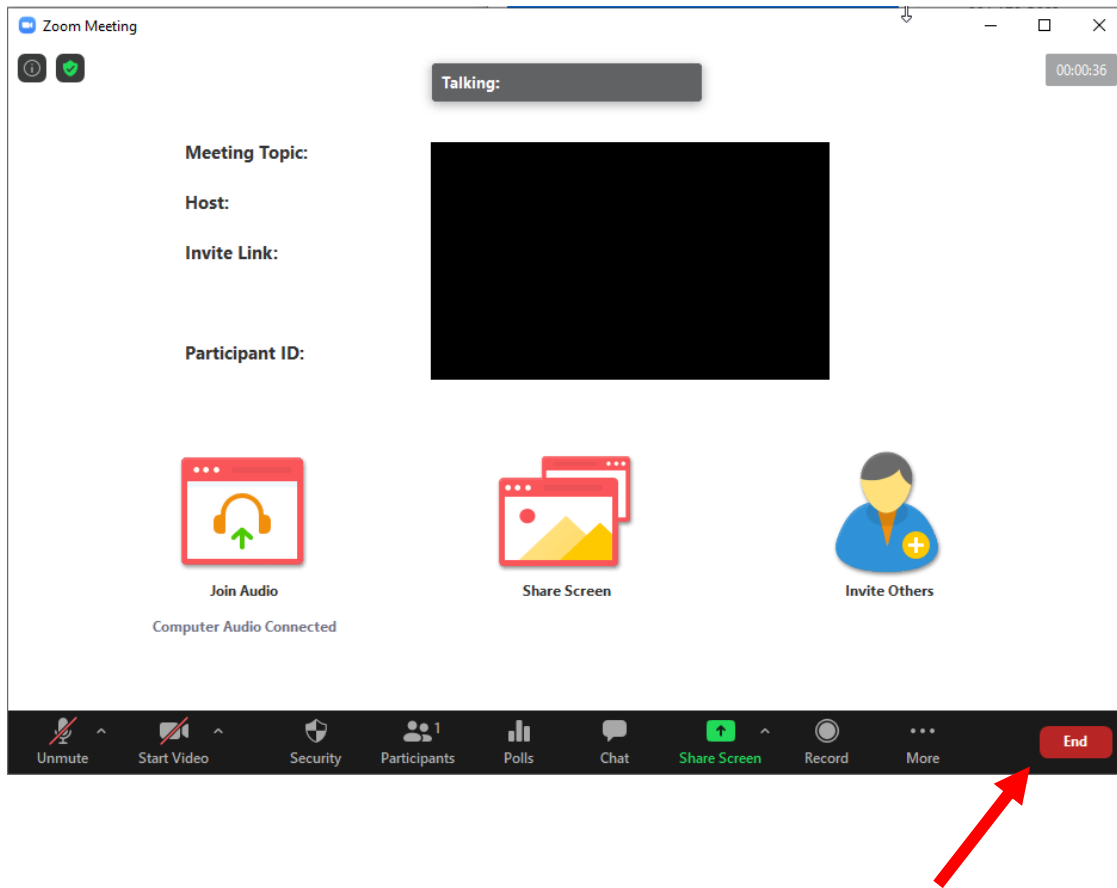 Zoom Meeting
00:00:36
Talking:
Meeting Topic:
Host:
Invite Link:
Participant ID:
Join Audio
Share Screen
Invite Others
Computer Audio Connected
1
Unmute
Start Video
Security
Participants
Polls
Chat
Share Screen
Record
More
End